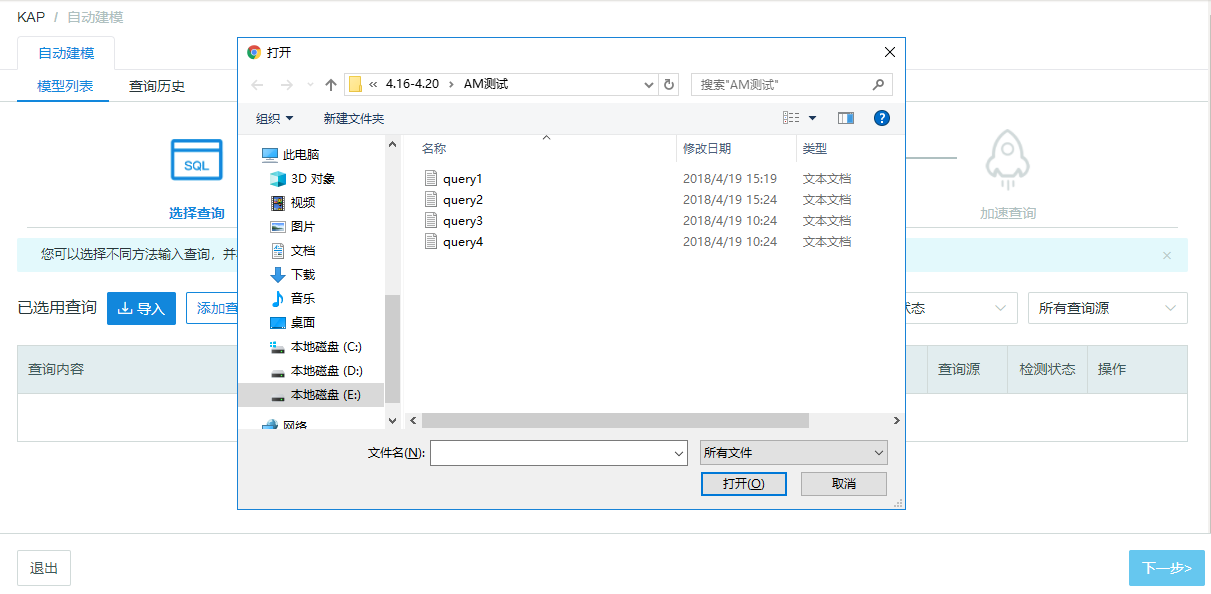 KAP / 自动建模
自动建模
模型列表 查询历史
SQL
选择查询
加速查询
您可以选择不同方法输入查询，并
已选用查询 导入 添加查
状态 所有查询源
查询内容 查询源 检测状态 操作
退出 下一步>
打开
« 4.16-4.20 › AM测试 搜索"AM测试"
组织 新建文件夹
名称 修改日期 类型
此电脑
3D 对象
视频
图片
文档
下载
音乐
桌面
本地磁盘 (C:)
本地磁盘 (D:)
本地磁盘 (E:)
网络
query1 2018/4/19 15:19 文本文档
query2 2018/4/19 15:24 文本文档
query3 2018/4/19 10:24 文本文档
query4 2018/4/19 10:24 文本文档
文件名(N): 所有文件
打开(O) 取消